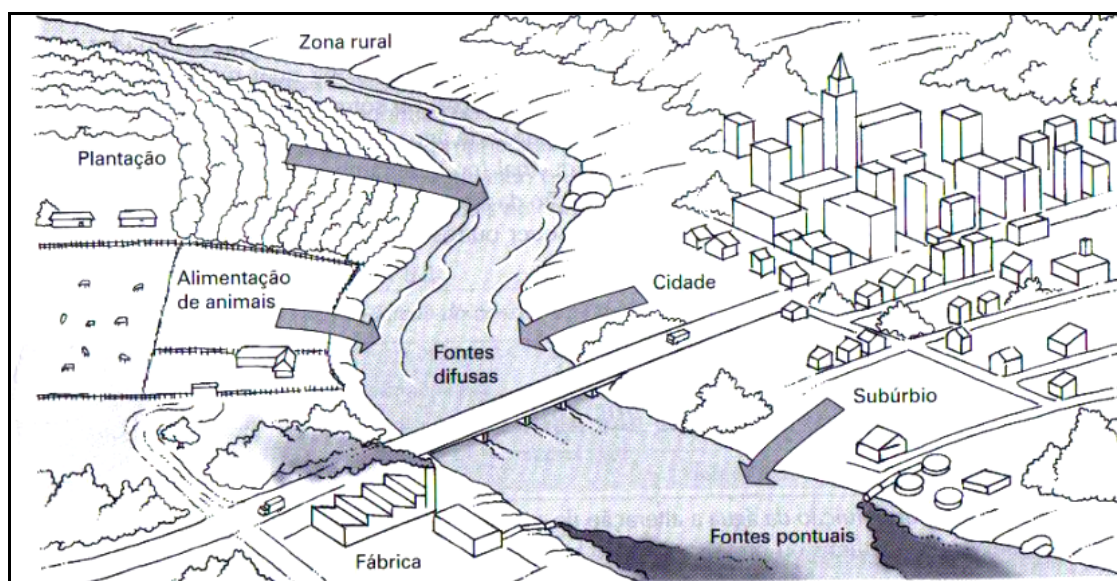 Zona rural
Plantação
Alimentação
de animais
Cidade
Fontes
difusas
Subúrbio
Fontes pontuais
Fábrica